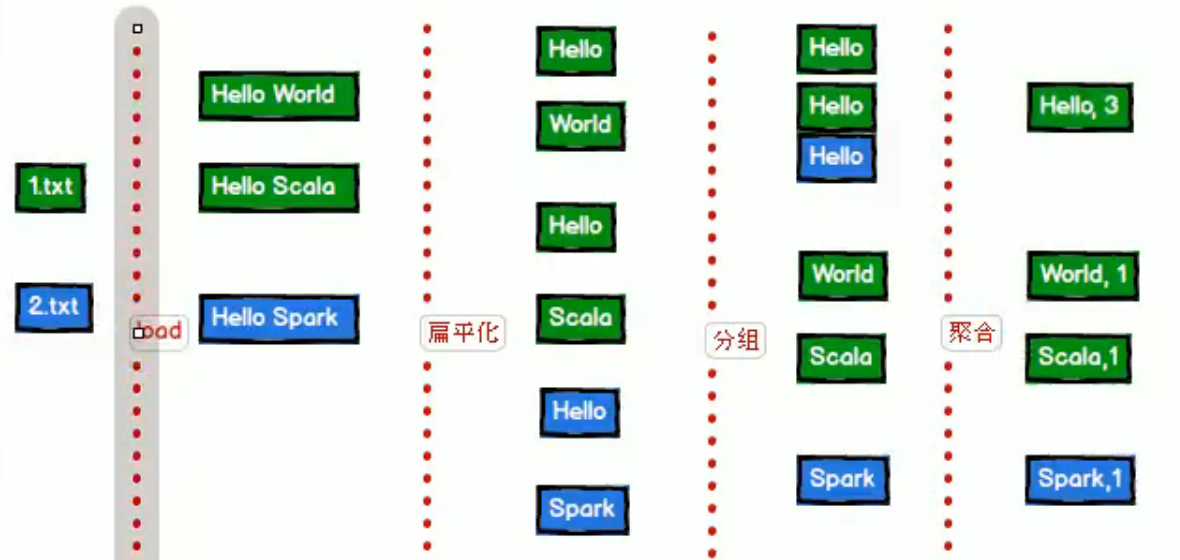 1.txt
2.txt
load
Hello World
Hello Scala
Hello Spark
扁平化
Hello
World
Hello
Scala
Hello
Spark
分组
Hello
Hello
Hello
World
Scala
Spark
聚合
Hello, 3
World, 1
Scala,1
Spark,1